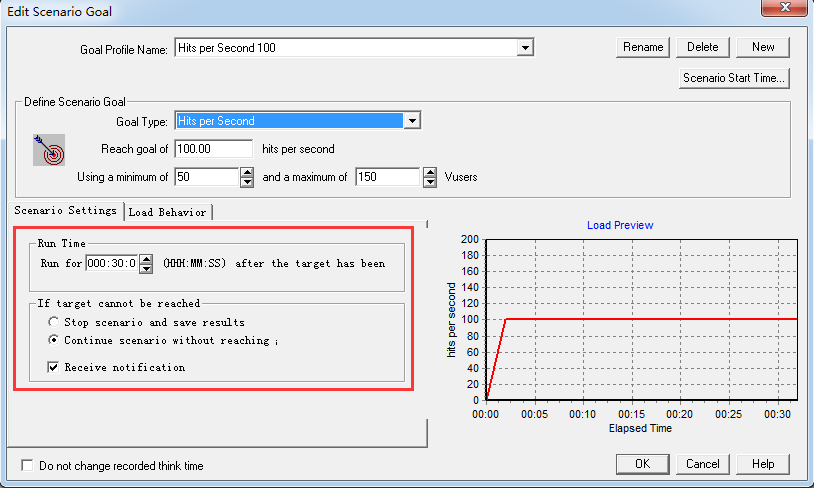 Edit Scenario Goal
Goal Profile Name: Hits per Second 100
Rename Delete New
Scenario Start Time...
Define Scenario Goal
Goal Type: Hits per Second
Reach goal of 100.00 hits per second
Using a minimum of 50 and a maximum of 150 Vusers
Scenario Settings Load Behavior
Run Time
Run for 000:30:0 (HHH:MM:SS) after the target has been
If target cannot be reached
Stop scenario and save results
Continue scenario without reaching ;
Receive notification
Load Preview
hits per second
200
180
160
140
120
100
80
60
40
20
0
00:00 00:05 00:10 00:15 00:20 00:25 00:30
Elapsed Time
Do not change recorded think time
OK Cancel Help